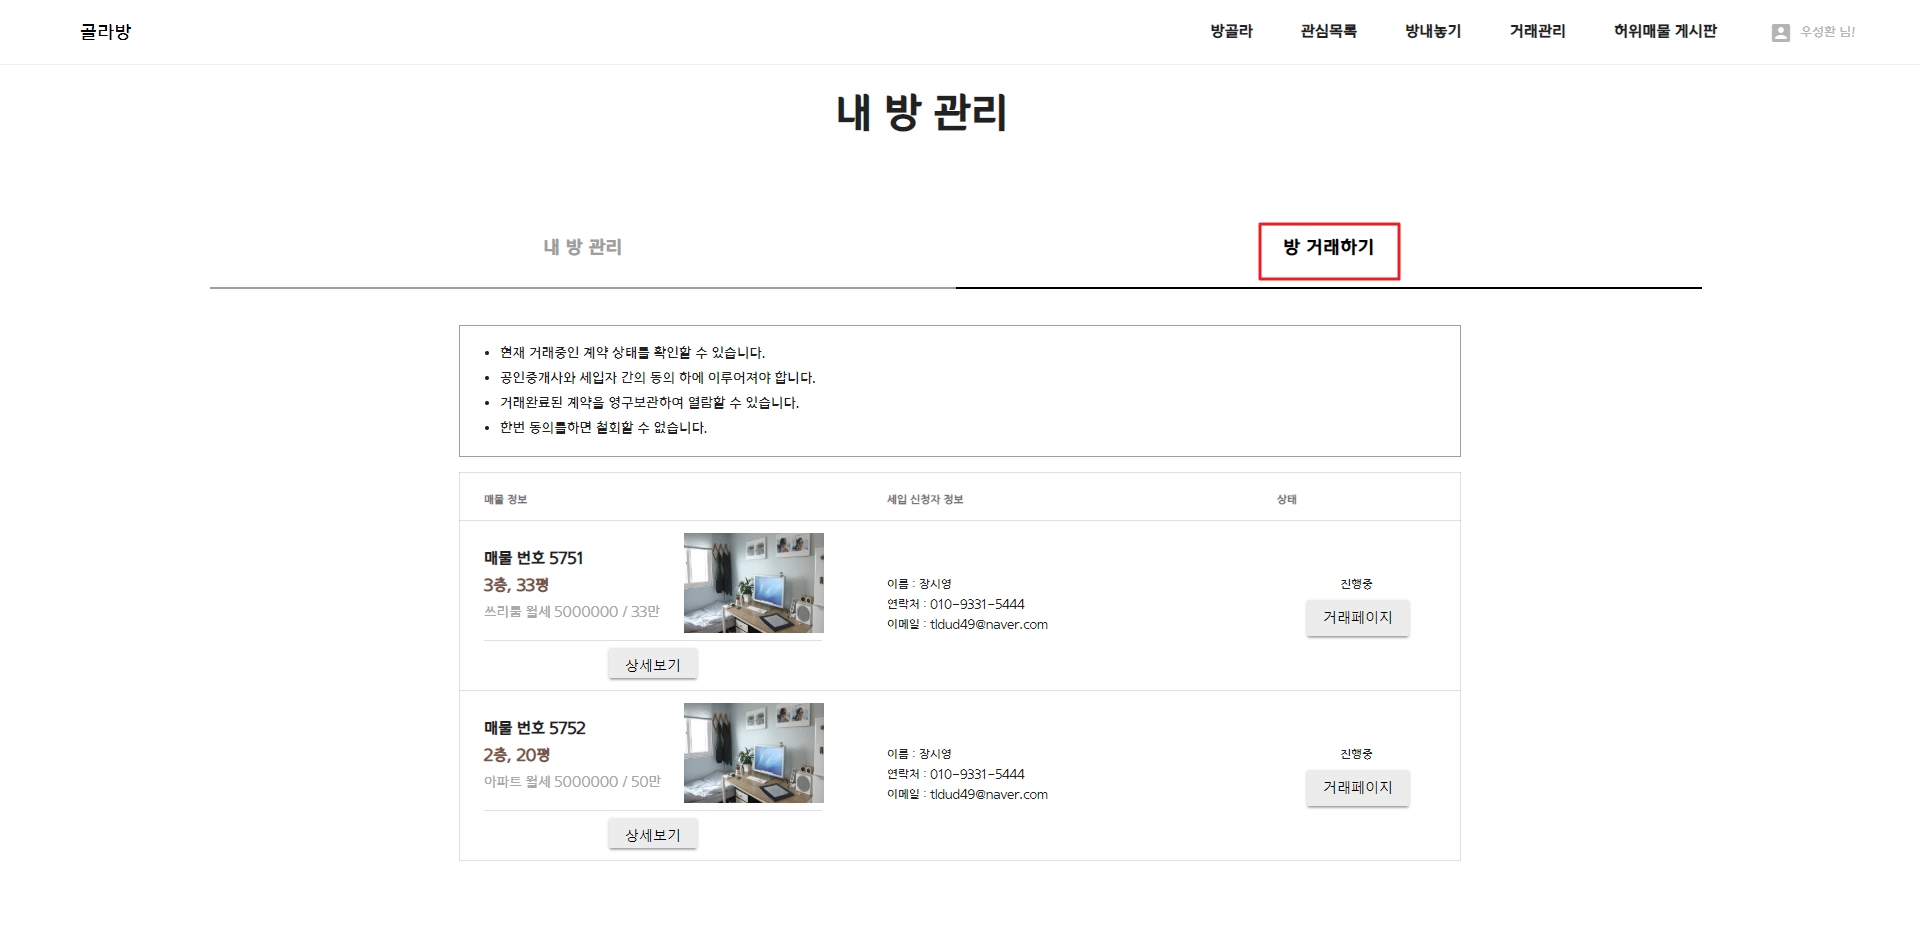 골라방
방골라
관심목록
방내놓기
거래관리
허위매물 게시판
우성환 님!
내 방 관리
내 방 관리
방 거래하기
현재 거래중인 계약 상태를 확인할 수 있습니다.
공인중개사와 세입자 간의 동의 하에 이루어져야 합니다.
거래완료된 계약을 영구보관하여 열람할 수 있습니다.
한번 동의를하면 철회할 수 없습니다.
매물 정보
세입 신청자 정보
상태
매물 번호 5751
3층, 33평
쓰리룸 월세 5000000 / 33만
상세보기
이름 : 장시영
연락처 : 010-9331-5444
이메일 : tldud49@naver.com
진행중
거래페이지
매물 번호 5752
2층, 20평
아파트 월세 5000000 / 50만
상세보기
이름 : 장시영
연락처 : 010-9331-5444
이메일 : tldud49@naver.com
진행중
거래페이지